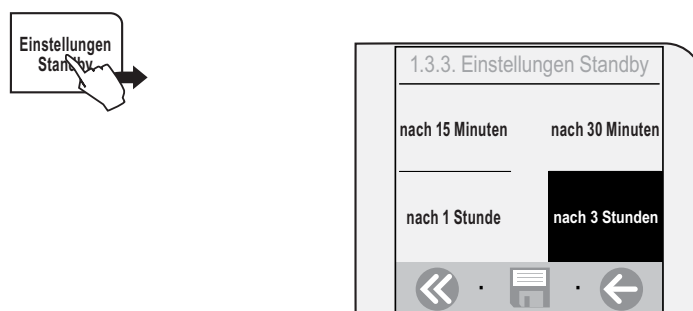 Einstellungen
Standby
1.3.3. Einstellungen Standby
nach 15 Minuten
nach 30 Minuten
nach 1 Stunde
nach 3 Stunden